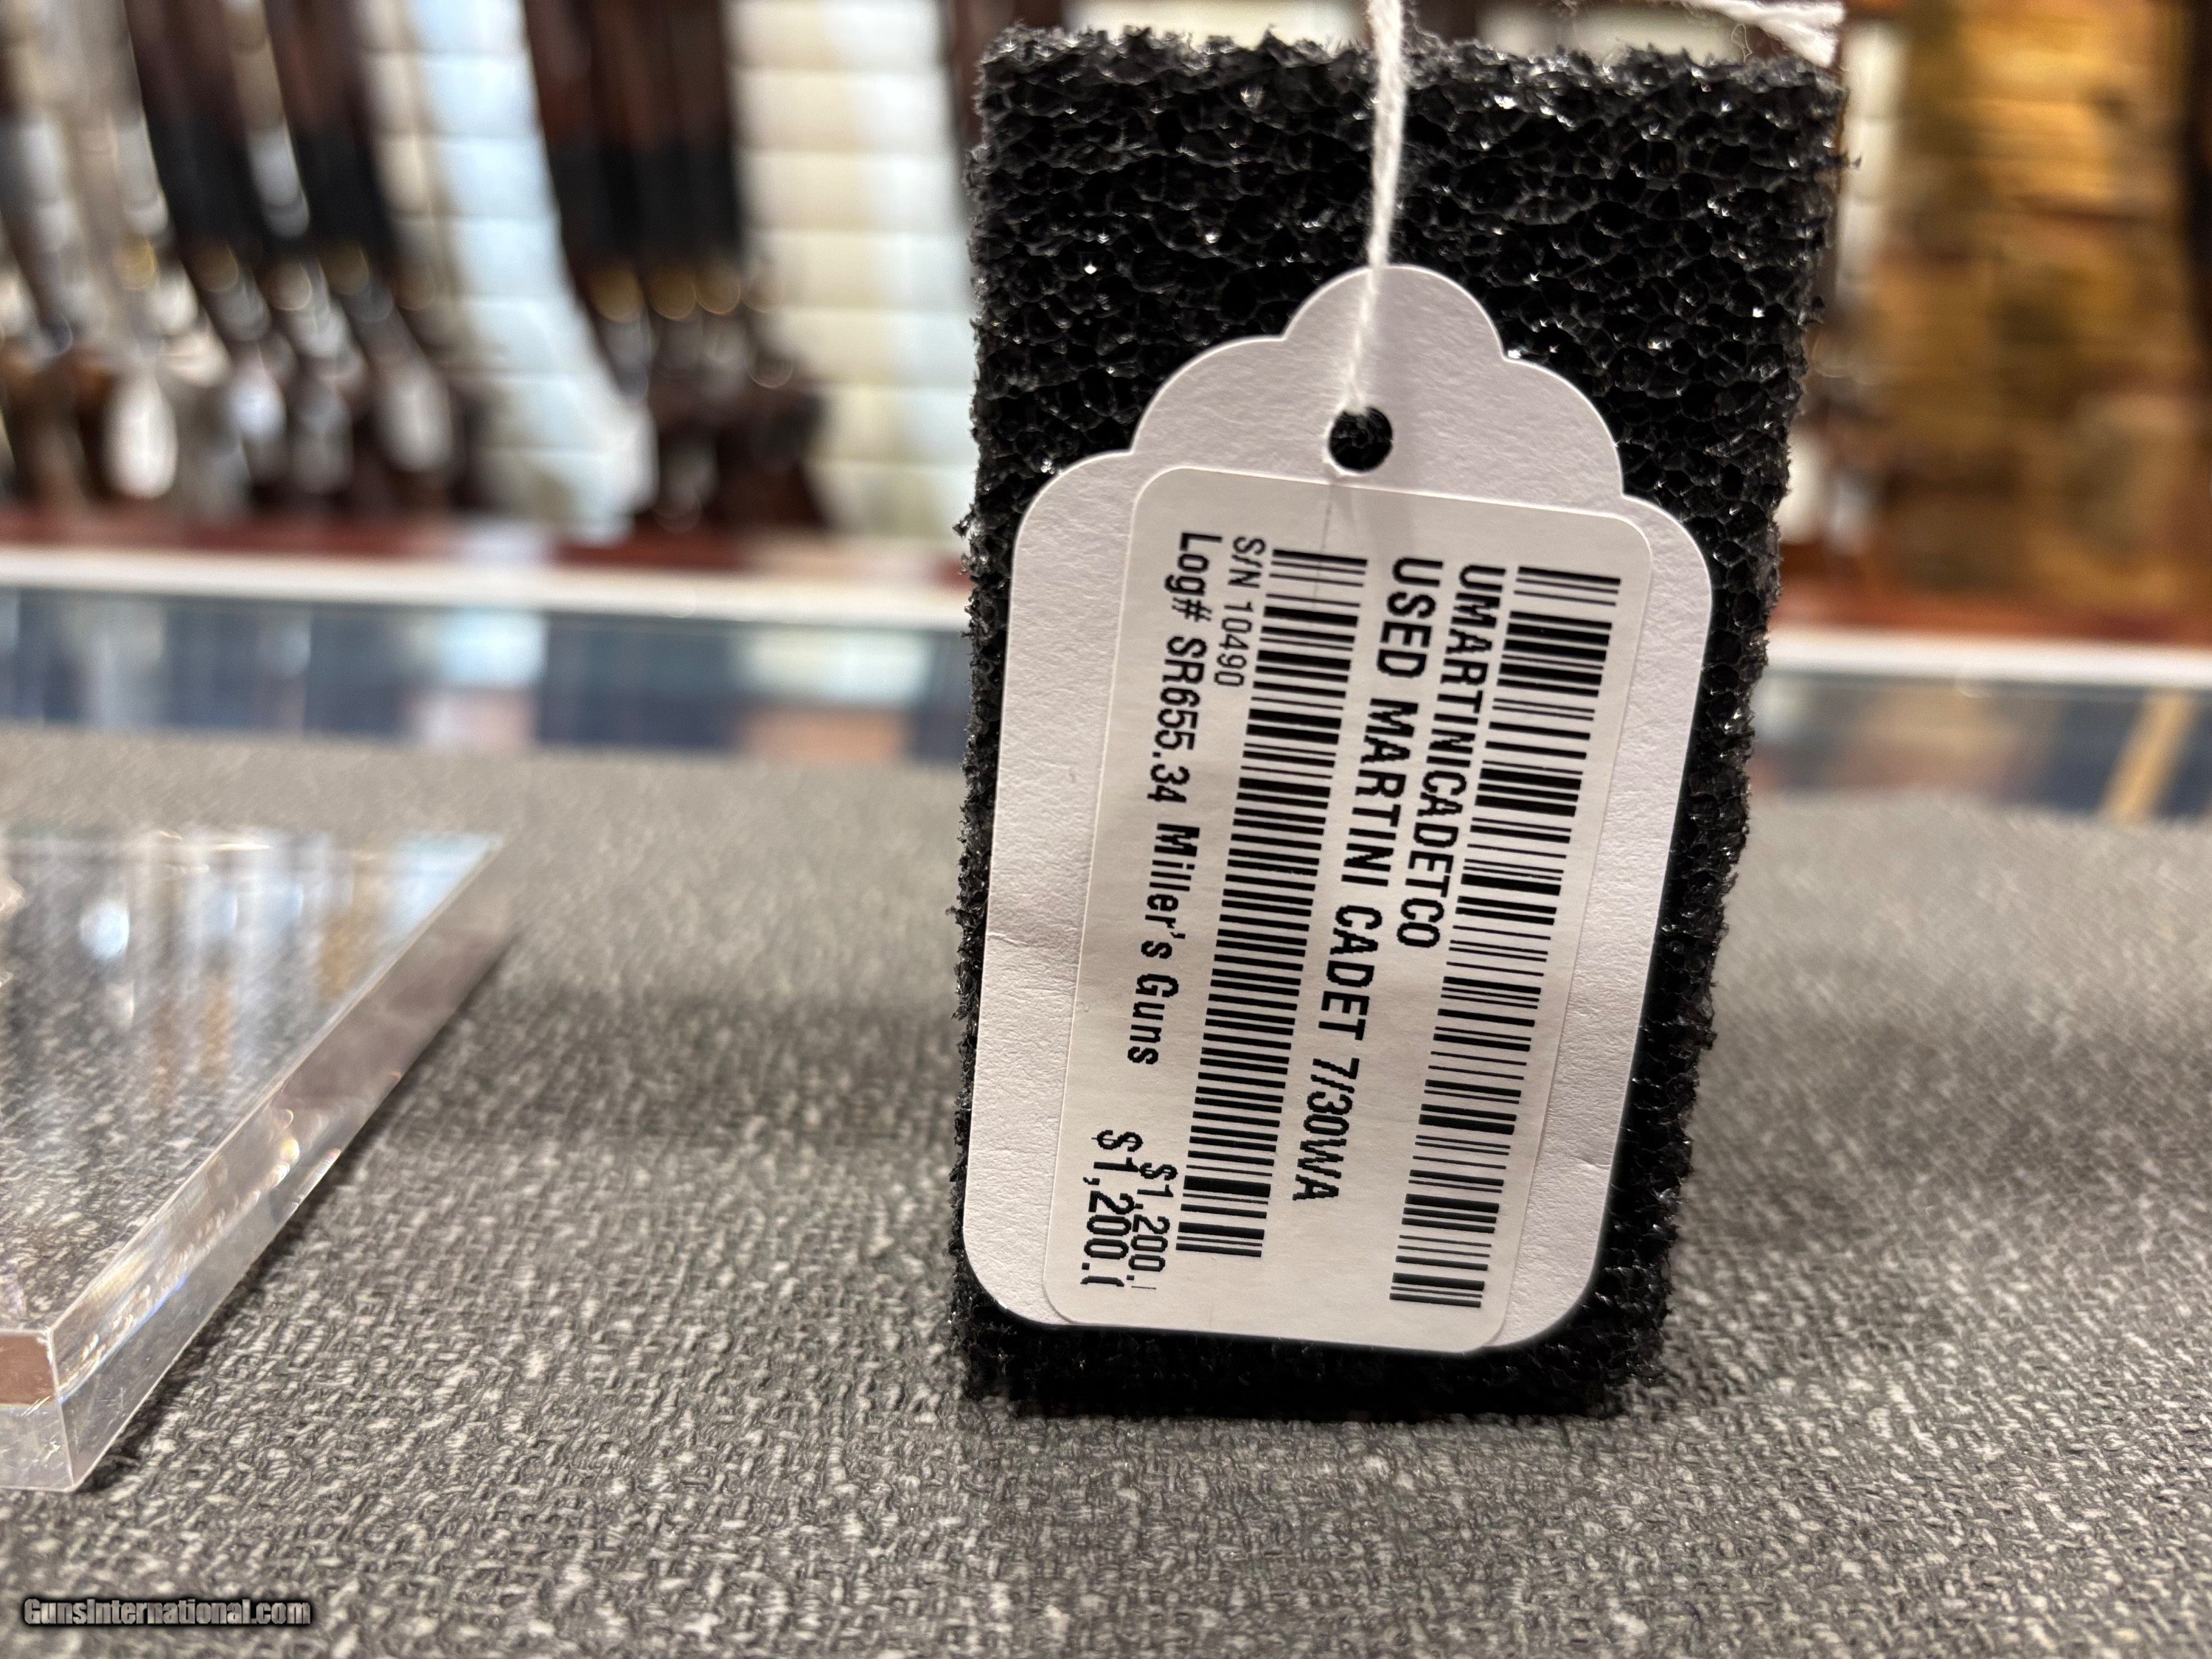 UMARTINICADETCO
USED MARTINI CADET 7/30WA
S/N 10490
Log# SR655.34 Miller's Guns
$1,200.
$1,200.(
GunsInternational.com